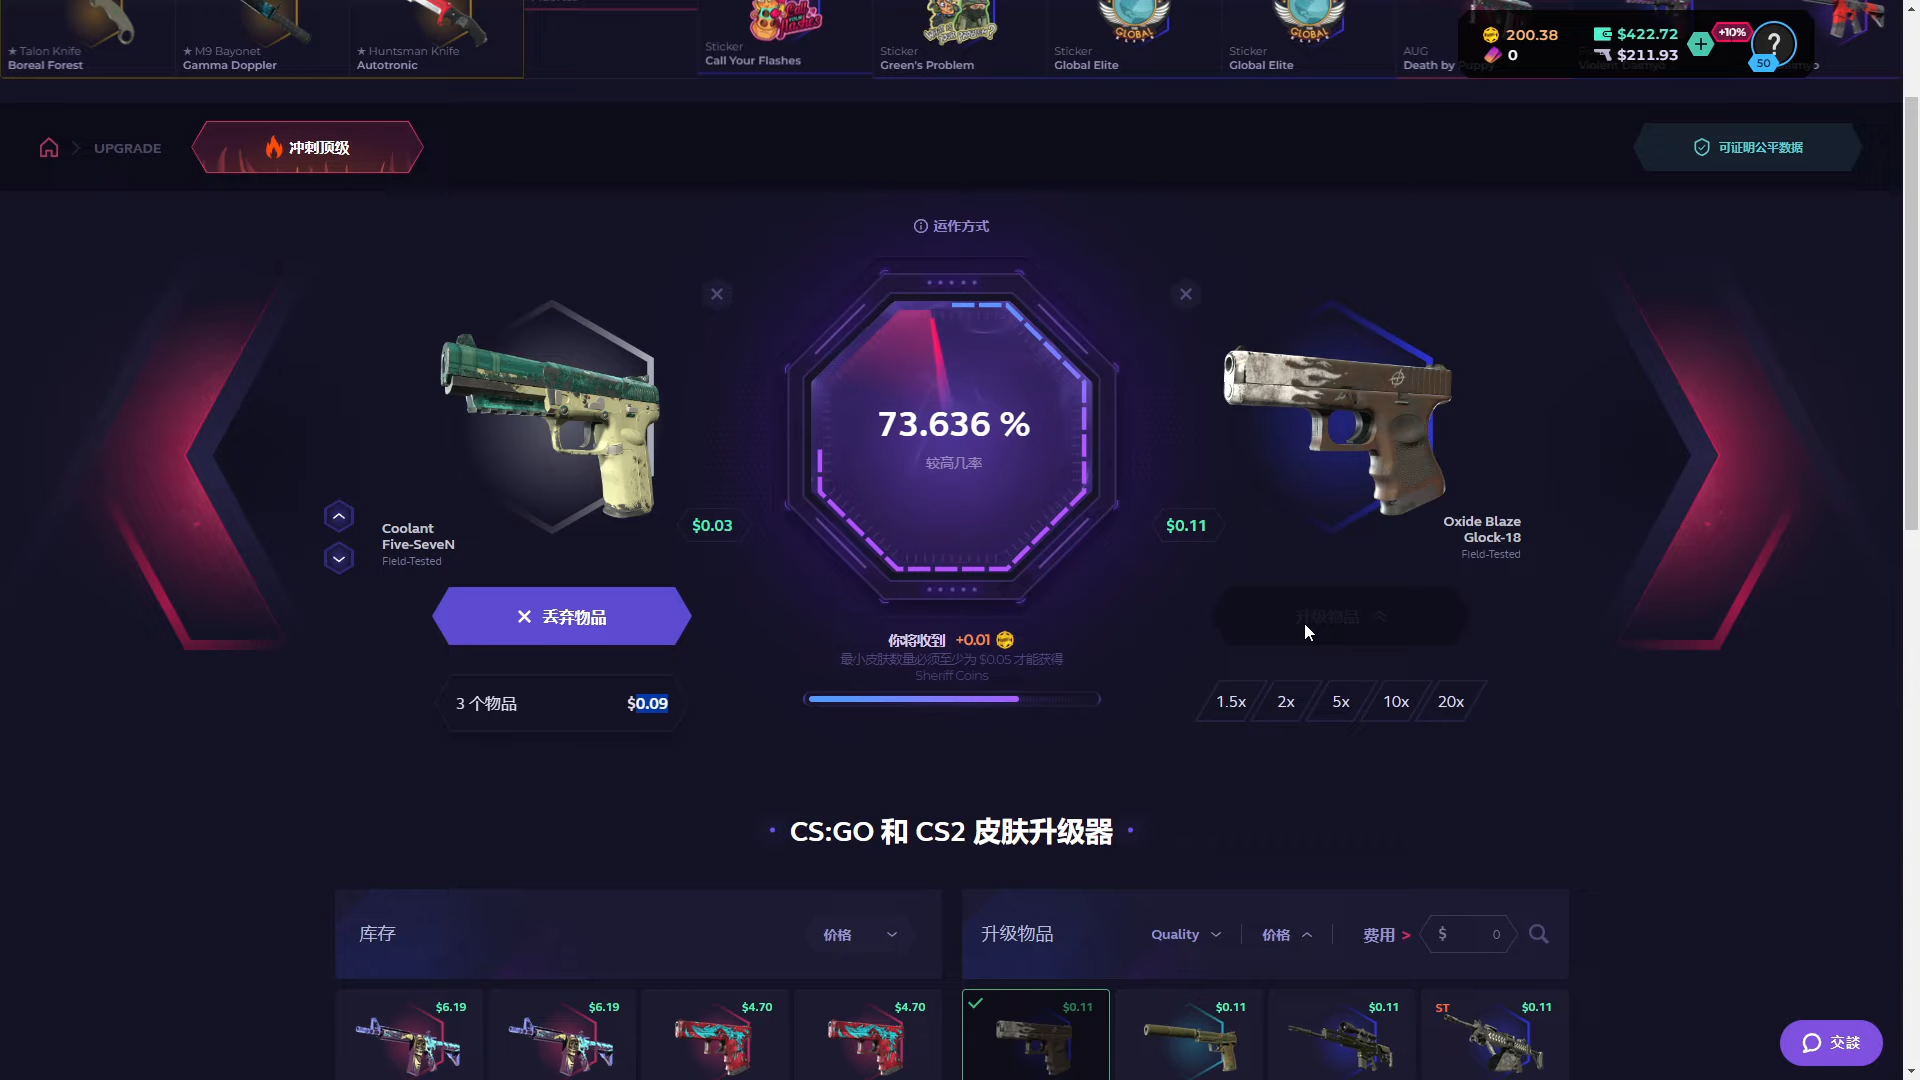 ★ Talon Knife
Boreal Forest
★ M9 Bayonet
Gamma Doppler
★ Huntsman Knife
Autotronic
Sticker
Call Your Flashes
Sticker
Green's Problem
Sticker
Global Elite
Sticker
Global Elite
AUG
Death by Puppy
Violent Daimyo
200.38
0
$422.72
$211.93
+10%
?
50
UPGRADE
冲刺顶级
可证明公平数据
运作方式
73.636 %
较高几率
Coolant
Five-SeveN
Field-Tested
$0.03
$0.11
Oxide Blaze
Glock-18
Field-Tested
丢弃物品
升级物品
3 个物品
$0.09
你将收到 +0.01
最小皮肤数量必须至少为 $0.05 才能获得
Sheriff Coins
1.5x
2x
5x
10x
20x
• CS:GO 和 CS2 皮肤升级器 •
库存
价格
升级物品
Quality
价格
费用 >
$ 0
$6.19
$6.19
$4.70
$4.70
$0.11
$0.11
$0.11
ST
$0.11
交談